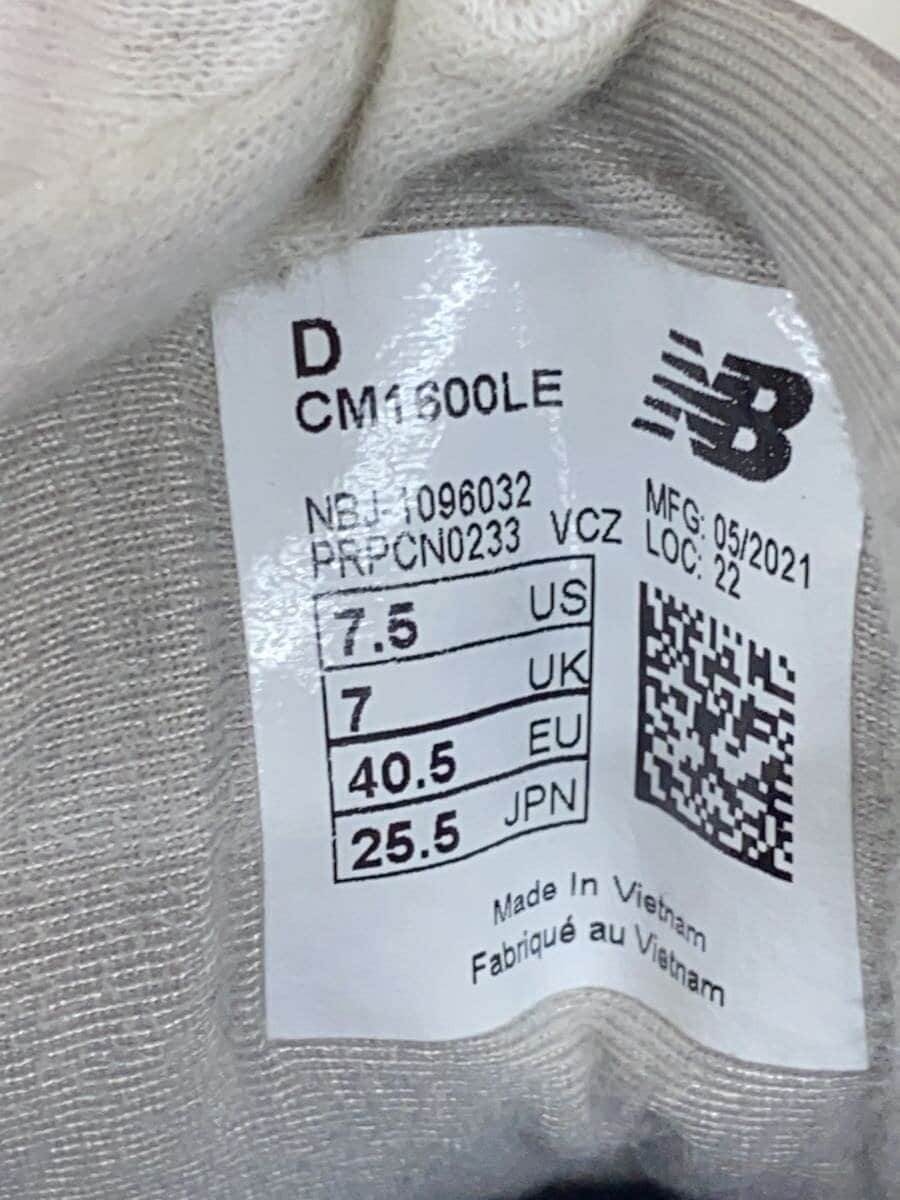 D
CM1600LE
NB
NBJ-1096032
PRPCN0233 VCZ
MFG: 05/2021
LOC: 22
7.5 US
7 UK
40.5 EU
25.5 JPN
Made In Vietnam
Fabriqué au Vietnam